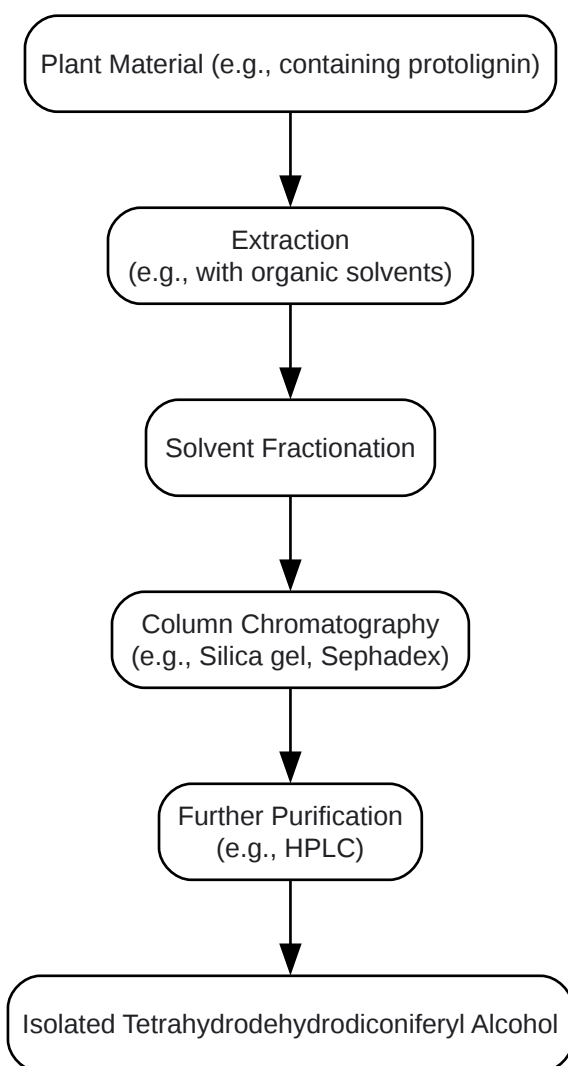 Plant Material (e.g., containing protolignin)
Extraction
(e.g., with organic solvents)
Solvent Fractionation
Column Chromatography
(e.g., Silica gel, Sephadex)
Further Purification
(e.g., HPLC)
Isolated Tetrahydrodehydrodiconiferyl Alcohol